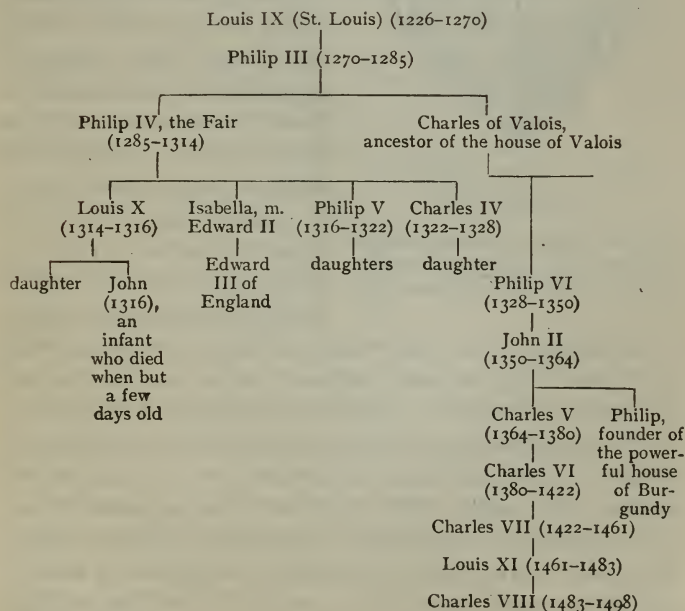 Louis IX (St. Louis) (1226–1270)
Philip III (1270–1285)
Philip IV, the Fair
(1285–1314)
Charles of Valois,
ancestor of the house of Valois
Louis X
(1314–1316)
Isabella, m.
Edward II
Philip V
(1316–1322)
Charles IV
(1322–1328)
daughter
John
(1316),
an
infant
who died
when but
a few
days old
Edward
III of
England
daughters
daughter
Philip VI
(1328–1350)
John II
(1350–1364)
Charles V
(1364–1380)
Philip,
founder of
the power-
ful house
of Bur-
gundy
Charles VI
(1380–1422)
Charles VII (1422–1461)
Louis XI (1461–1483)
Charles VIII (1483–1498)